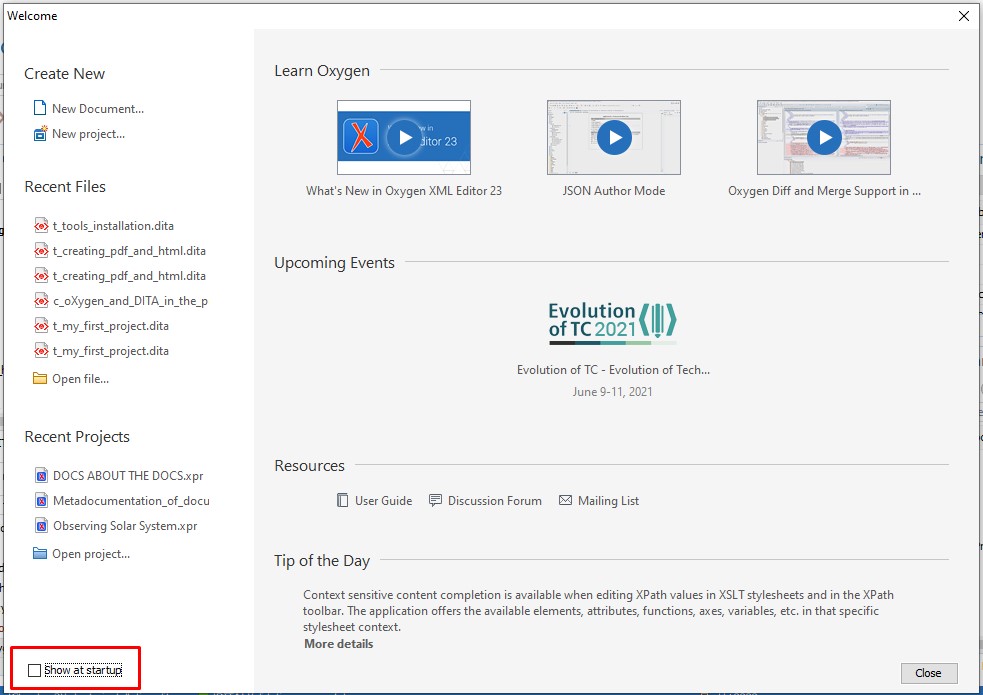 Welcome
Create New
New Document...
New project...
Recent Files
t_tools_installation.dita
t_creating_pdf_and_html.dita
t_creating_pdf_and_html.dita
c_oXygen_and_DITA_in_the_p
t_my_first_project.dita
t_my_first_project.dita
Open file...
Recent Projects
DOCS ABOUT THE DOCS.xpr
Metadocumentation_of_docu
Observing Solar System.xpr
Open project...
Show at startup
Learn Oxygen
What's New in Oxygen XML Editor 23
JSON Author Mode
Oxygen Diff and Merge Support in ...
Upcoming Events
Evolution
of TC 2021
Evolution of TC - Evolution of Tech...
June 9-11, 2021
Resources
User Guide Discussion Forum Mailing List
Tip of the Day
Context sensitive content completion is available when editing XPath values in XSLT stylesheets and in the XPath
toolbar. The application offers the available elements, attributes, functions, axes, variables, etc. in that specific
stylesheet context.
More details
Close